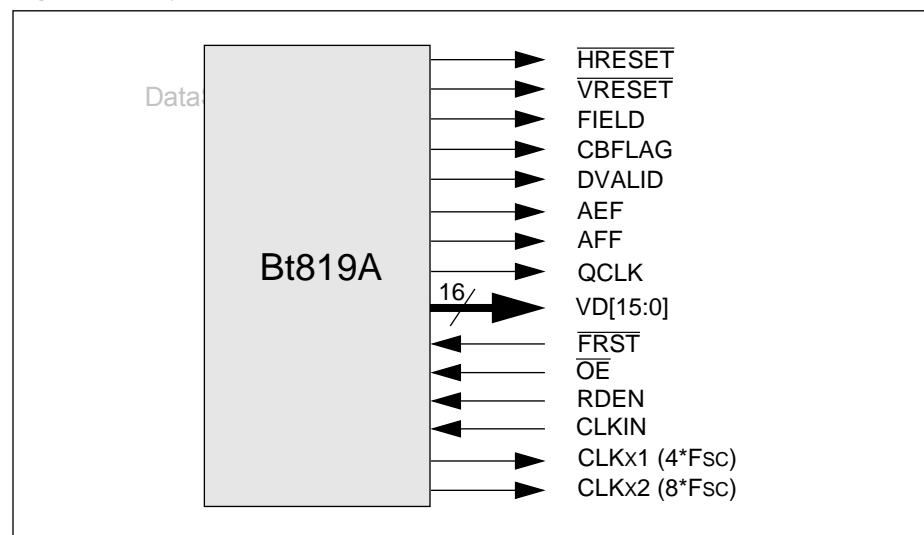 Data
Bt819A
HRESET
VRESET
FIELD
CBFLAG
DVALID
AEF
AFF
QCLK
16
VD[15:0]
FRST
OE
RDEN
CLKIN
CLKx1 (4*Fsc)
CLKx2 (8*Fsc)